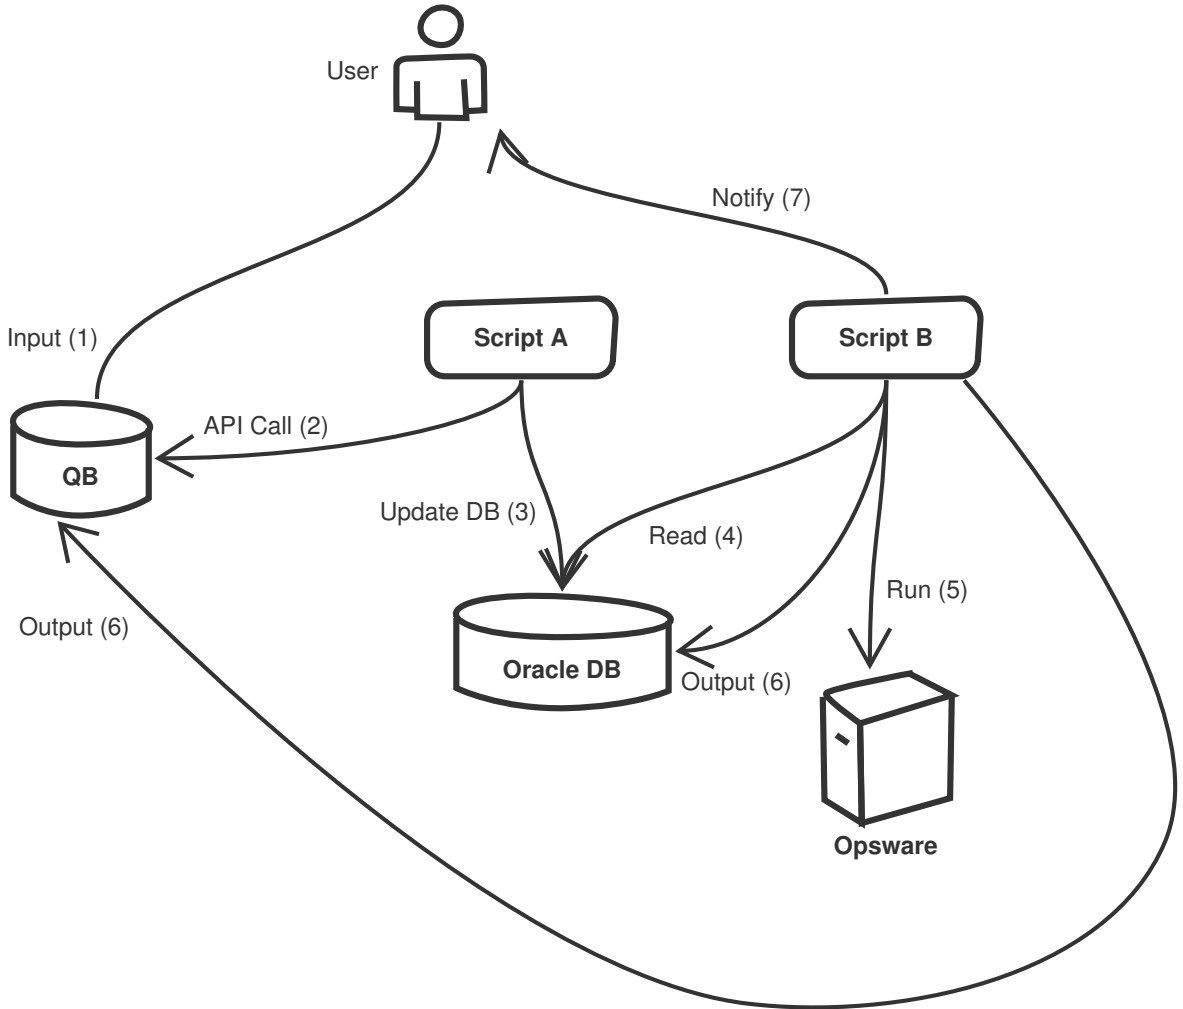 User
Notify (7)
Input (1)
Script A
Script B
API Call (2)
QB
Update DB (3)
Read (4)
Run (5)
Output (6)
Oracle DB
Output (6)
Opsware